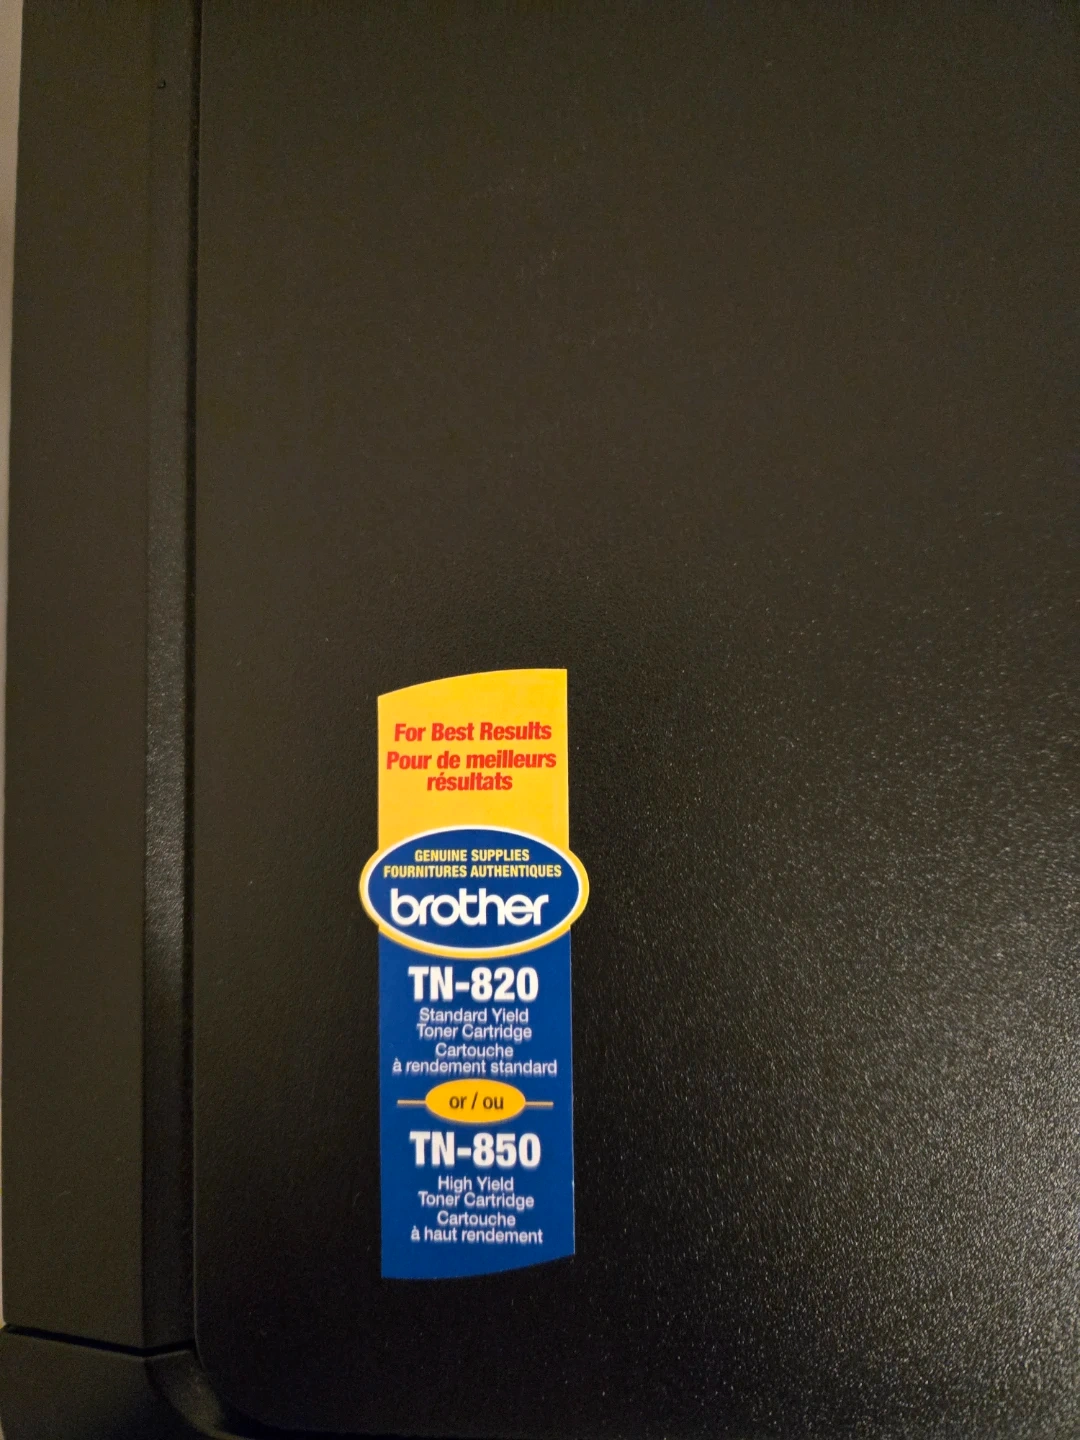 For Best Results
Pour de meilleurs
résultats
GENUINE SUPPLIES
FOURNITURES AUTHENTIQUES
brother
TN-820
Standard Yield
Toner Cartridge
Cartouche
à rendement standard
or / ou
TN-850
High Yield
Toner Cartridge
Cartouche
à haut rendement